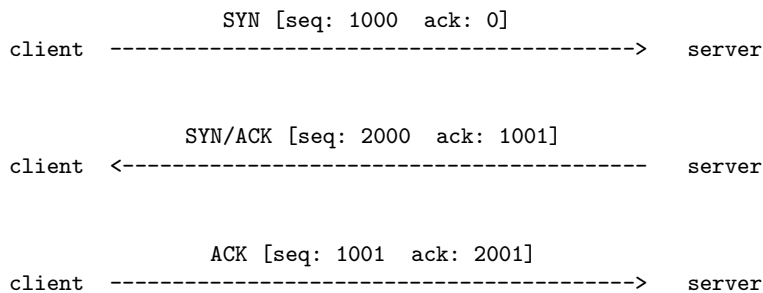 SYN [seq: 1000  ack: 0]
client  ------------------------------------------>   server
SYN/ACK [seq: 2000  ack: 1001]
client  <------------------------------------------   server
ACK [seq: 1001  ack: 2001]
client  ------------------------------------------>   server